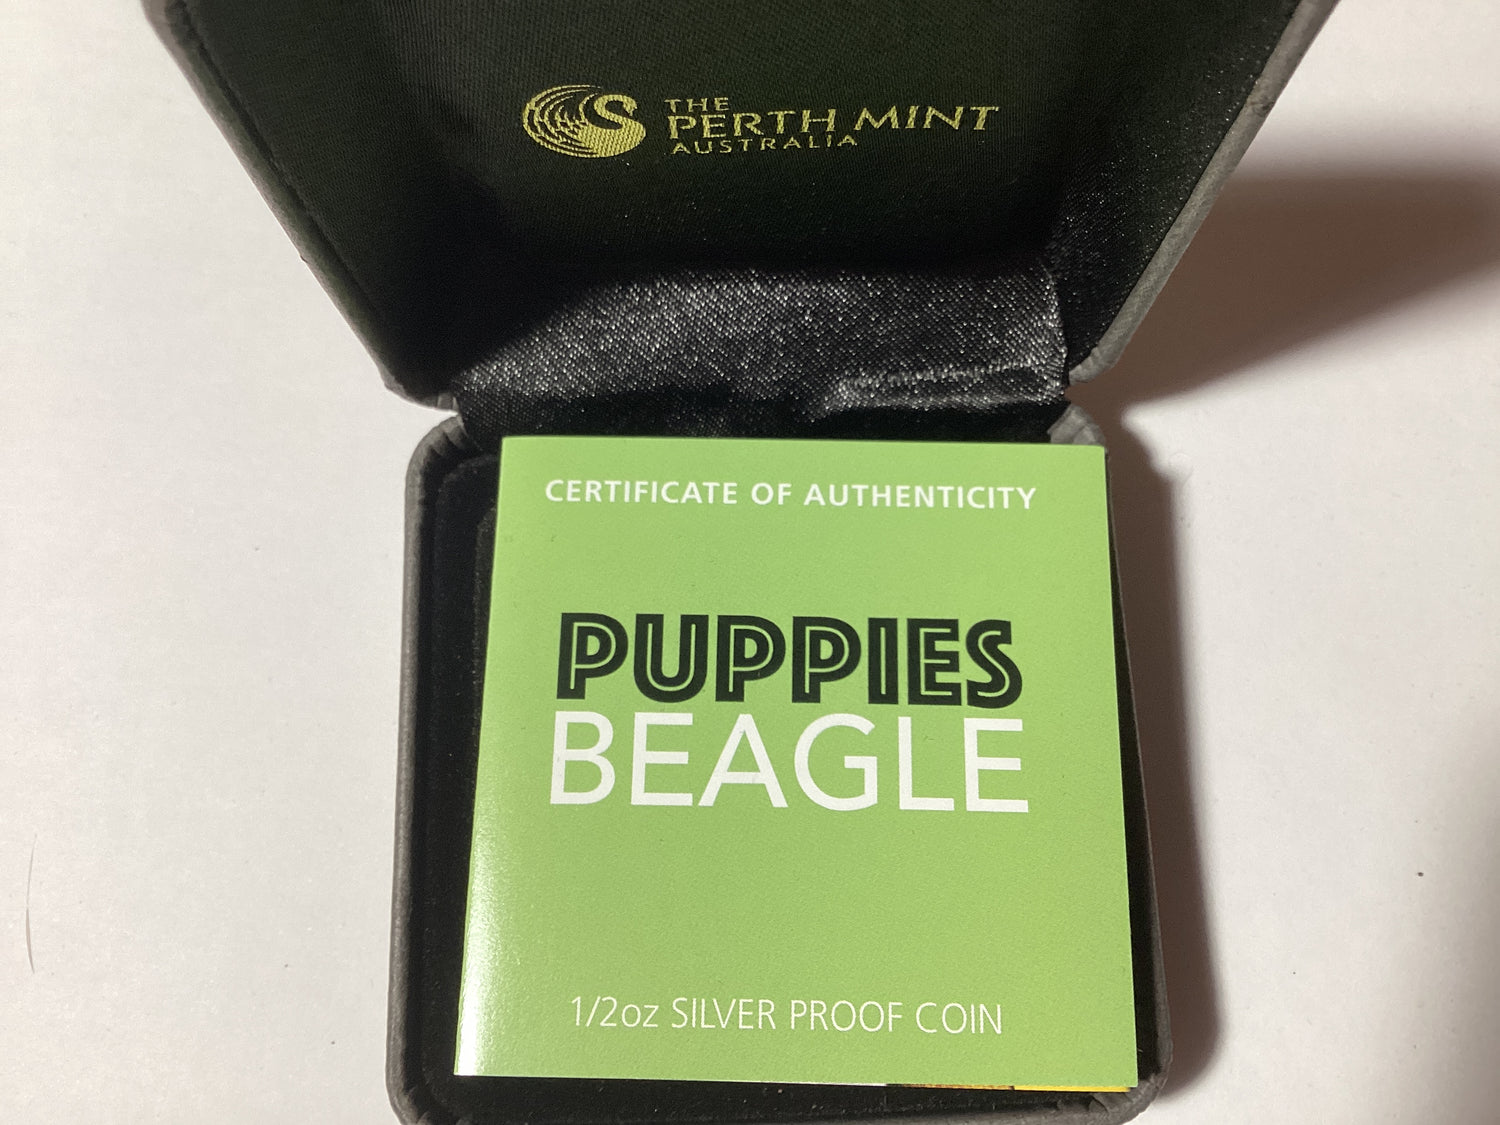 THE
PERTH MINT
AUSTRALIA
CERTIFICATE OF AUTHENTICITY
PUPPIES
BEAGLE
1/2oz SILVER PROOF COIN